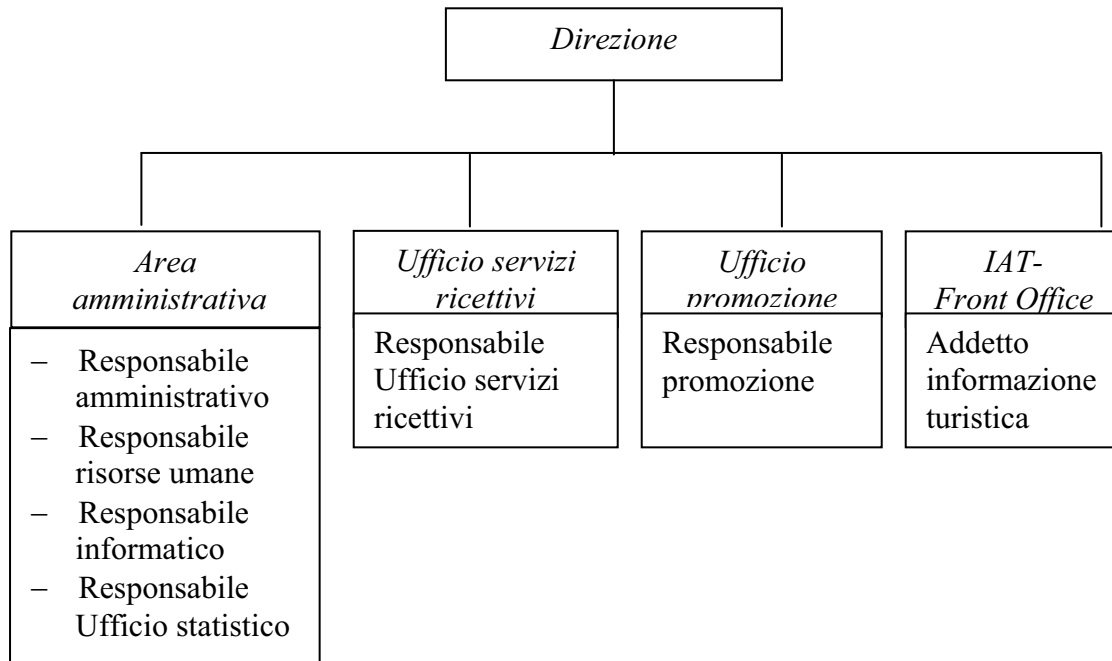 Direzione
Area
amministrativa
– Responsabile
amministrativo
– Responsabile
risorse umane
– Responsabile
informatico
– Responsabile
Ufficio statistico
Ufficio servizi
ricettivi
Responsabile
Ufficio servizi
ricettivi
Ufficio
promozione
Responsabile
promozione
IAT-
Front Office
Addetto
informazione
turistica